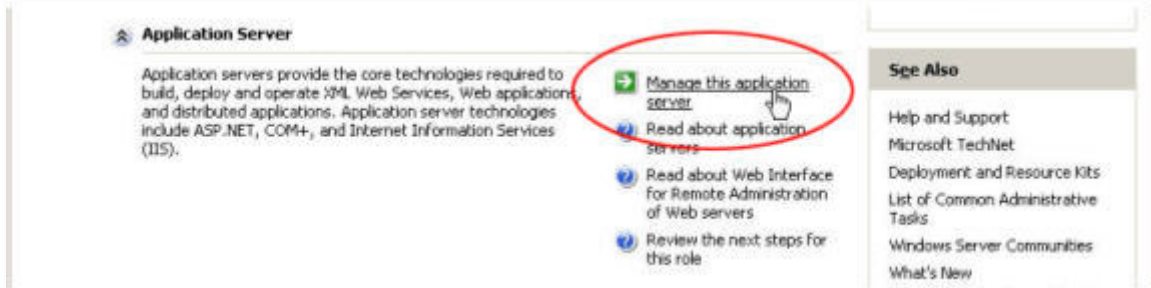 Application Server
Application servers provide the core technologies required to
build, deploy and operate XML Web Services, Web applications,
and distributed applications. Application server technologies
include ASP.NET, COM+, and Internet Information Services
(IIS).
Manage this application
server
Read about application
servers
Read about Web Interface
for Remote Administration
of Web servers
Review the next steps for
this role
See Also
Help and Support
Microsoft TechNet
Deployment and Resource Kits
List of Common Administrative
Tasks
Windows Server Communities
What's New